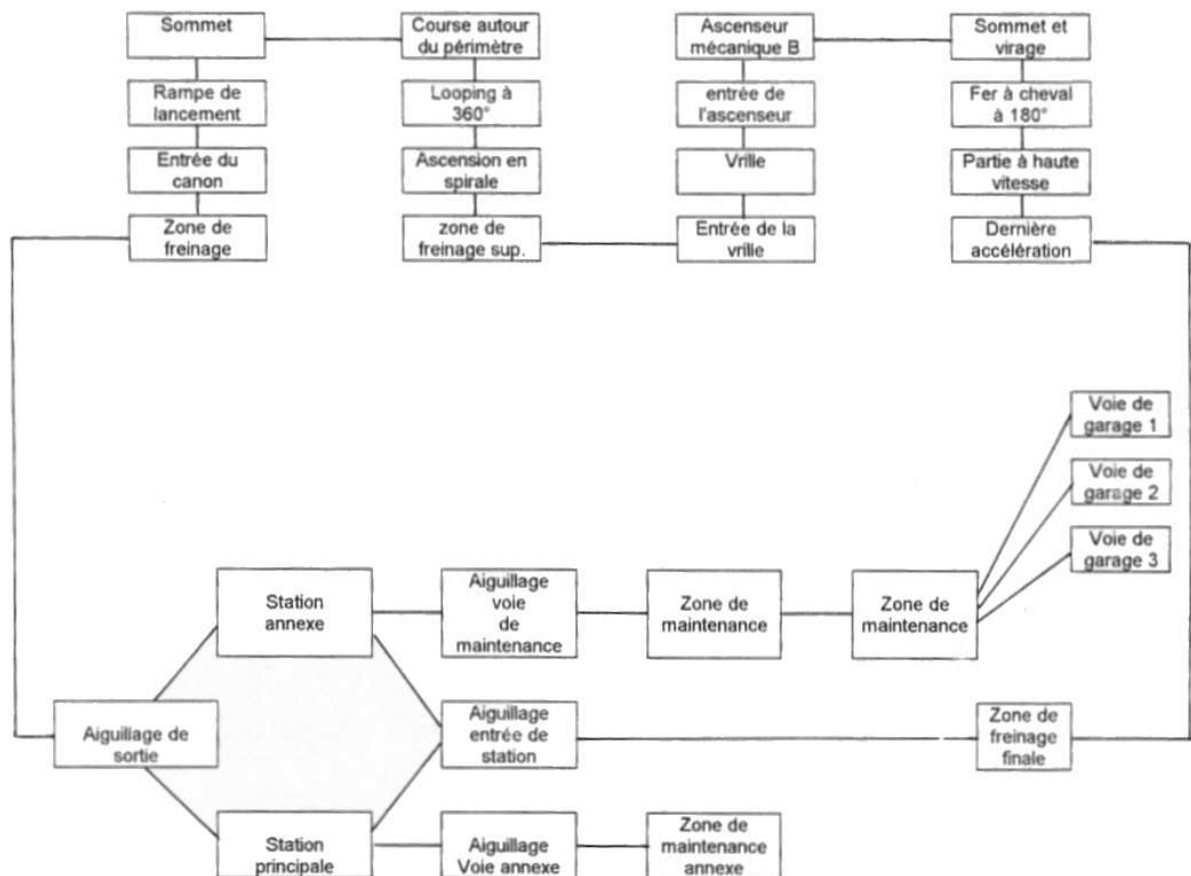 Sommet
Course autour
du périmètre
Ascenseur
mécanique B
Sommet et
virage
Rampe de
lancement
Looping à
360°
entrée de
l'ascenseur
Fer à cheval
à 180°
Entrée du
canon
Ascension en
spirale
Vrille
Partie à haute
vitesse
Zone de
freinage
zone de
freinage sup.
Entrée de la
vrille
Dernière
accélération
Voie de
garage 1
Voie de
garage 2
Voie de
garage 3
Station
annexe
Aiguillage
voie
de
maintenance
Zone de
maintenance
Zone de
maintenance
Aiguillage de
sortie
Aiguillage
entrée de
station
Zone de
freinage
finale
Station
principale
Aiguillage
Voie annexe
Zone de
maintenance
annexe